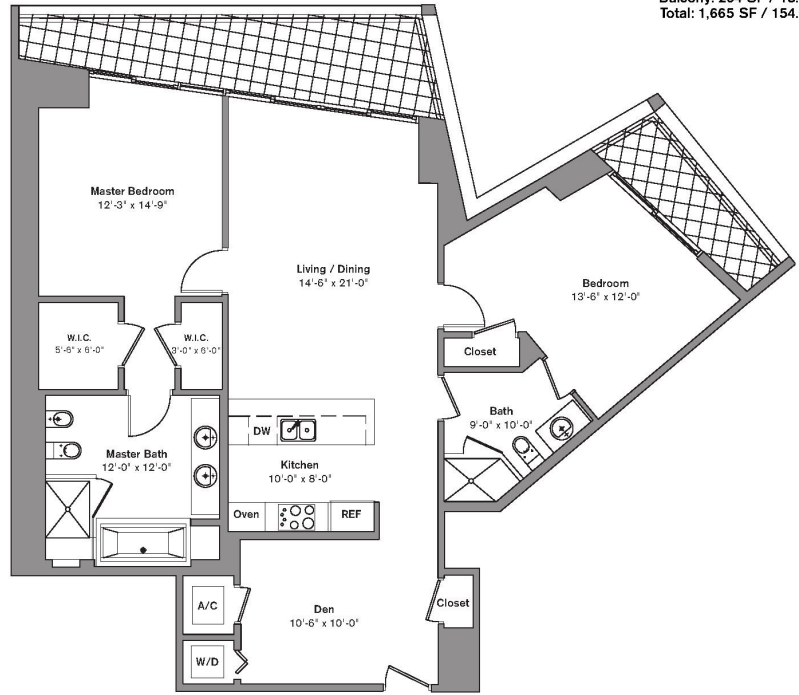 Total: 1,665 SF / 154.
Master Bedroom
12'-3" x 14'-9"
Living / Dining
14'-6" x 21'-0"
Bedroom
13'-6" x 12'-0"
W.I.C.
5'-6" x 6'-0"
W.I.C.
3'-0" x 6'-0"
Closet
Bath
9'-0" x 10'-0"
DW
Master Bath
12'-0" x 12'-0"
Kitchen
10'-0" x 8'-0"
Oven
REF
A/C
Den
10'-6" x 10'-0"
Closet
W/D